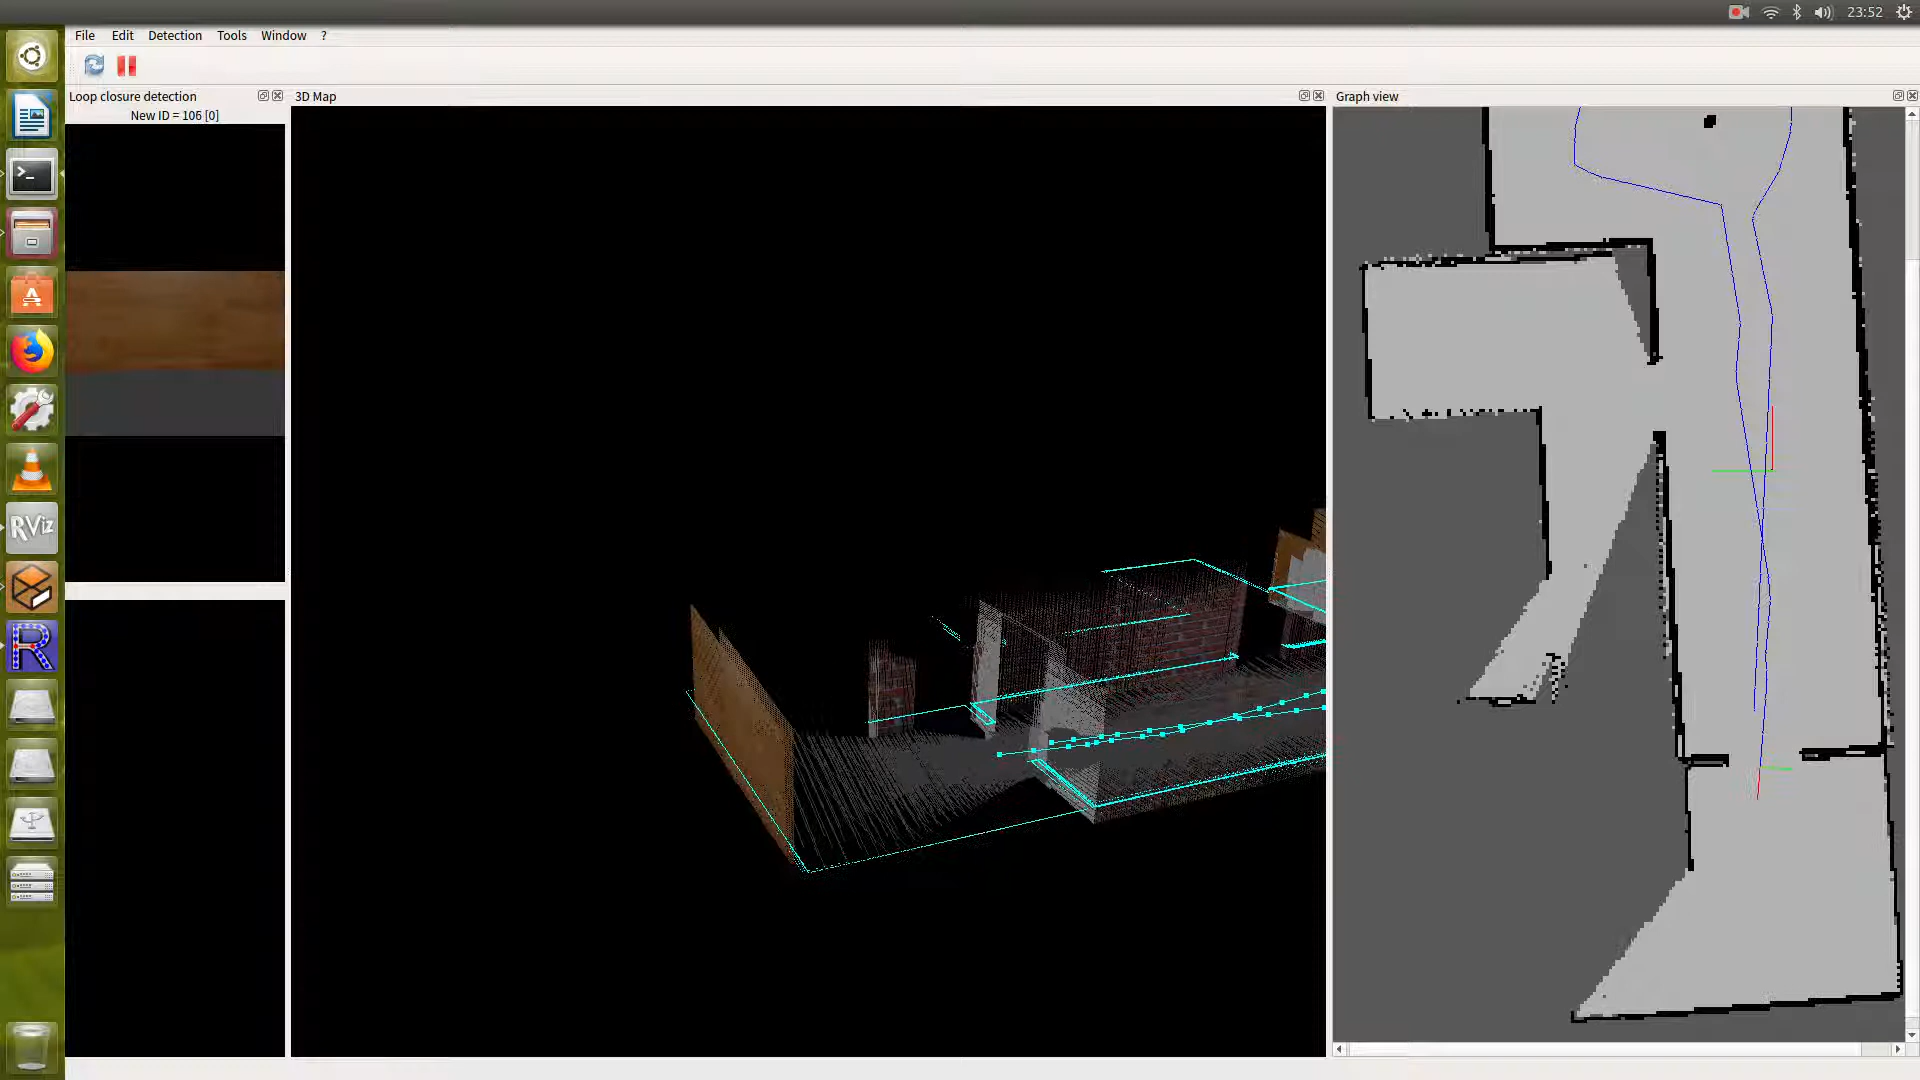 23:52
File Edit Detection Tools Window ?
Loop closure detection
New ID = 106 [0]
3D Map
Graph view
RViz
R